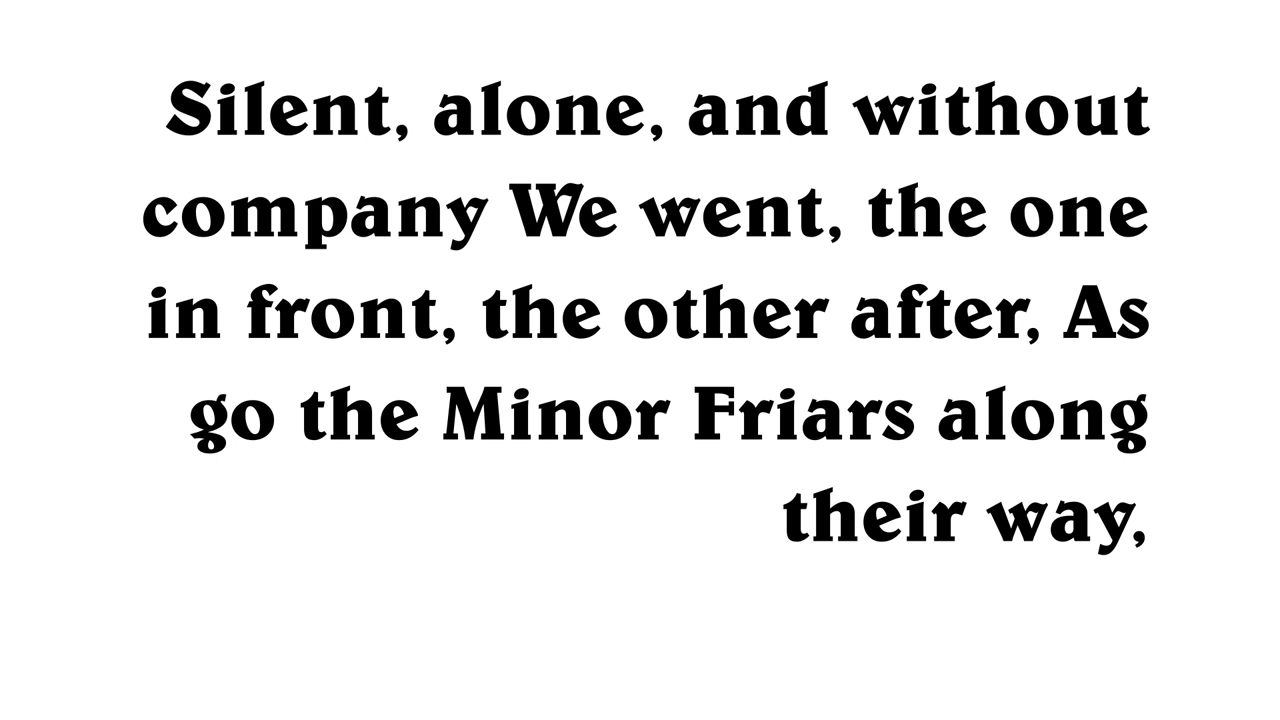 Silent, alone, and without
company We went, the one
in front, the other after, As
go the Minor Friars along
their way,